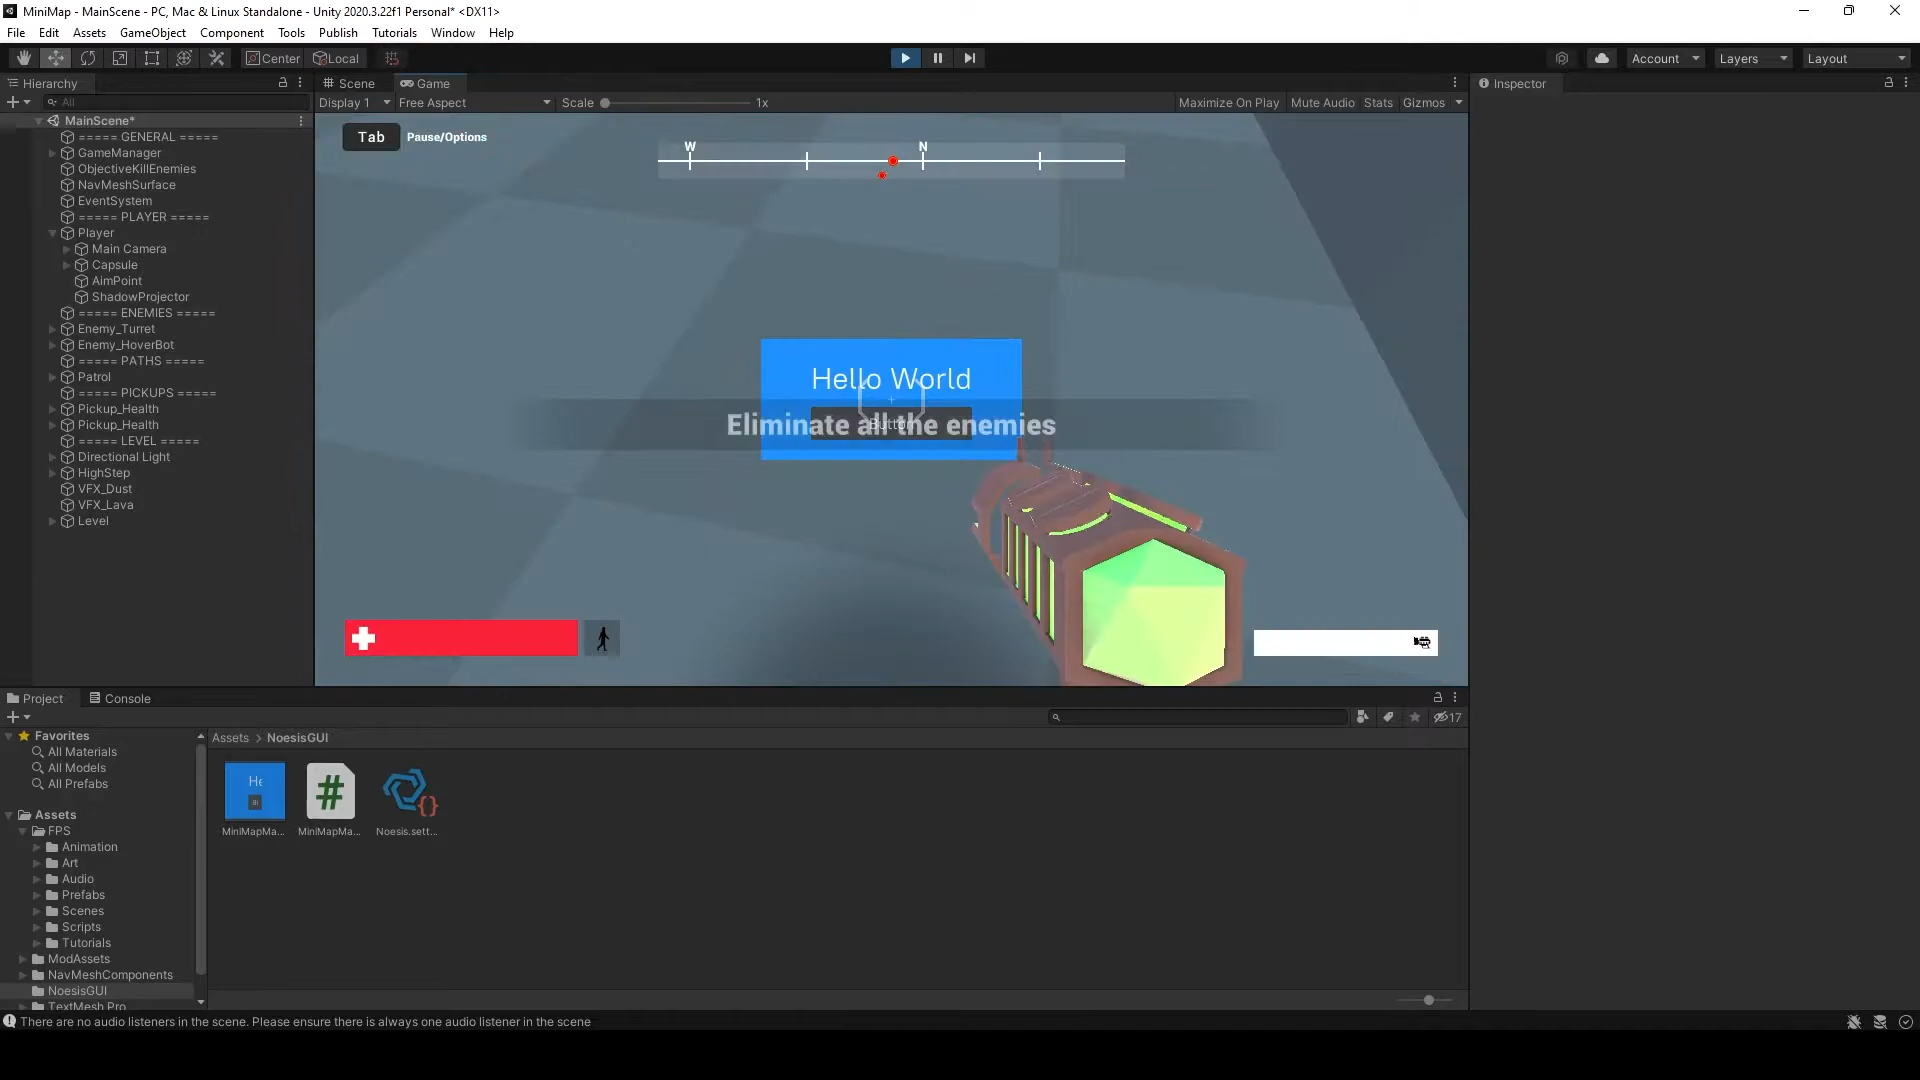 MiniMap - MainScene - PC, Mac & Linux Standalone - Unity 2020.3.22f1 Personal* <DX11>
File Edit Assets GameObject Component Tools Publish Tutorials Window Help
Center Local Account Layers Layout
Hierarchy Scene Game Inspector
All Display 1 Free Aspect Scale 1x Maximize On Play Mute Audio Stats Gizmos
MainScene*
===== GENERAL =====
GameManager
ObjectiveKillEnemies
NavMeshSurface
EventSystem
===== PLAYER =====
Player
Main Camera
Capsule
AimPoint
ShadowProjector
===== ENEMIES =====
Enemy_Turret
Enemy_HoverBot
===== PATHS =====
Patrol
===== PICKUPS =====
Pickup_Health
Pickup_Health
===== LEVEL =====
Directional Light
HighStep
VFX_Dust
VFX_Lava
Level
Tab Pause/Options
W N
Hello World
Button
Eliminate all the enemies
Project Console
17
Favorites
All Materials
All Models
All Prefabs
Assets
FPS
Animation
Art
Audio
Prefabs
Scenes
Scripts
Tutorials
ModAssets
NavMeshComponents
NoesisGUI
TextMesh Pro
Assets > NoesisGUI
MiniMapMa... MiniMapMa... Noesis.sett...
There are no audio listeners in the scene. Please ensure there is always one audio listener in the scene